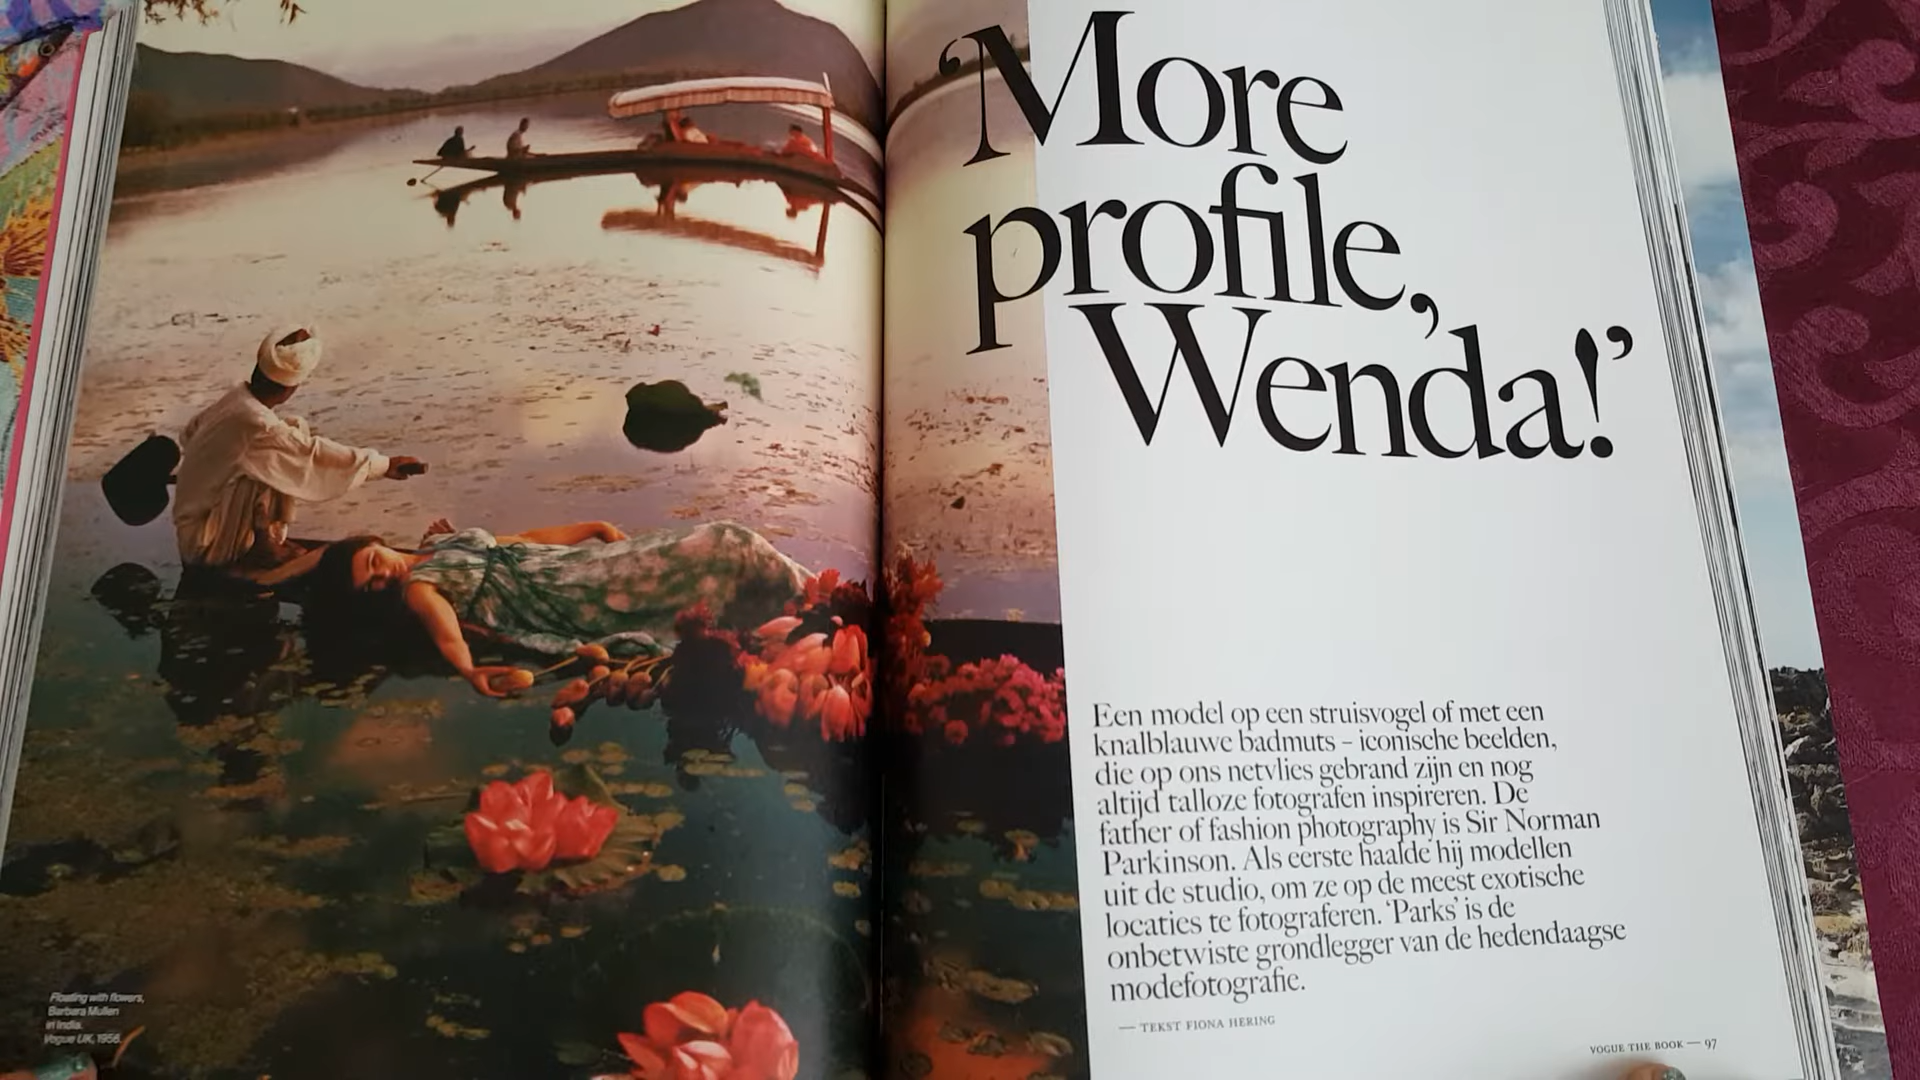 ‘More
profile,
Wenda!’
Een model op een struisvogel of met een
knalblauwe badmuts – iconische beelden,
die op ons netvlies gebrand zijn en nog
altijd talloze fotografen inspireren. De
father of fashion photography is Sir Norman
Parkinson. Als eerste haalde hij modellen
uit de studio, om ze op de meest exotische
locaties te fotograferen. ‘Parks’ is de
onbetwiste grondlegger van de hedendaagse
modefotografie.
— TEKST FIONA HERING
Floating with flowers,
Barbara Mullen
in India.
Vogue UK, 1956.
VOGUE THE BOOK — 97